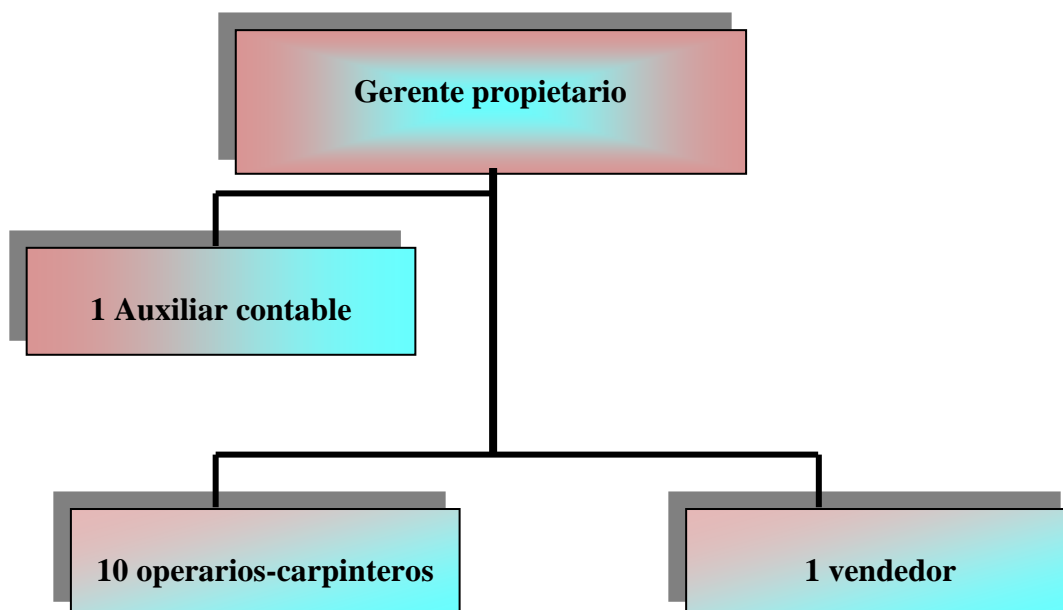 Gerente propietario
1 Auxiliar contable
10 operarios-carpinteros
1 vendedor